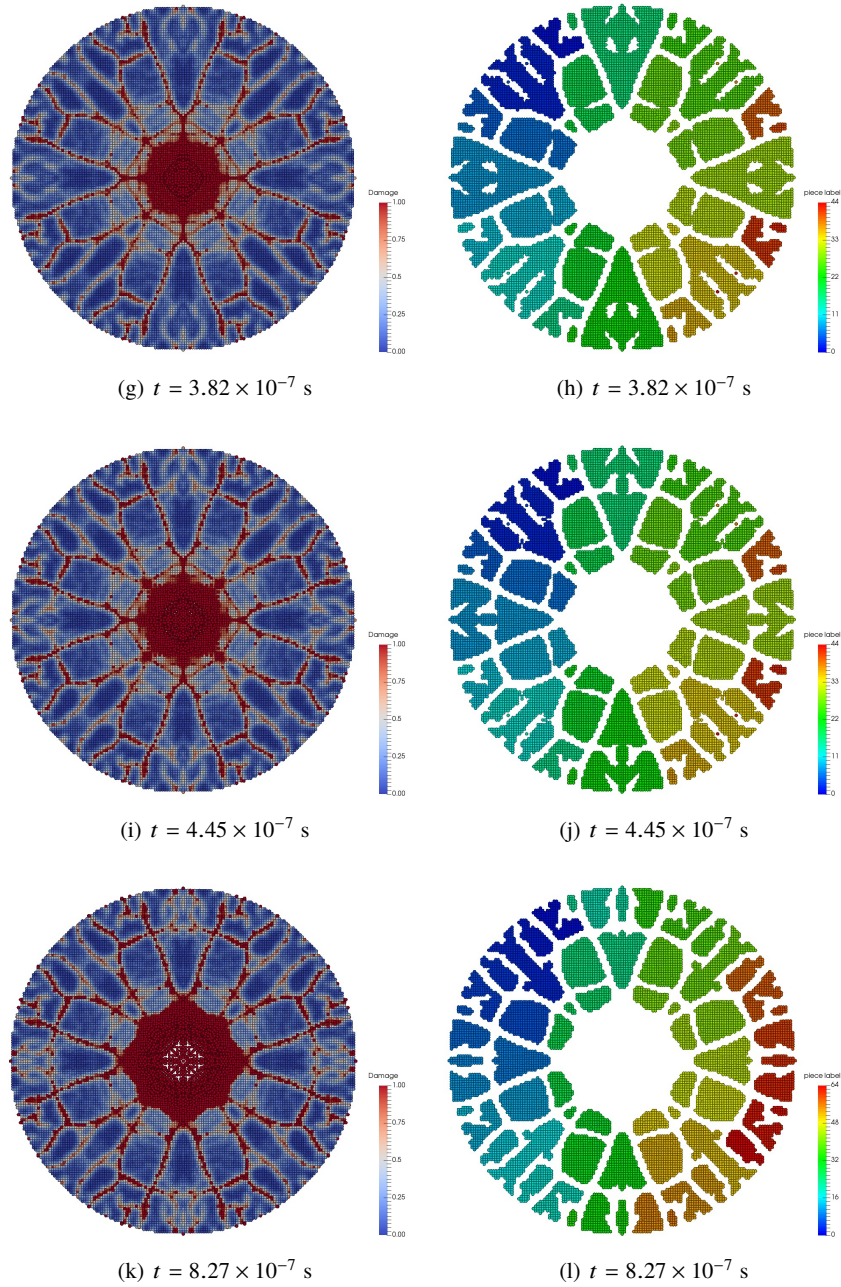 Damage
1.00
0.75
0.5
0.25
0.00
piece label
44
33
22
11
0
(g) t = 3.82 × 10⁻⁷ s
(h) t = 3.82 × 10⁻⁷ s
Damage
1.00
0.75
0.5
0.25
0.00
piece label
44
33
22
11
0
(i) t = 4.45 × 10⁻⁷ s
(j) t = 4.45 × 10⁻⁷ s
Damage
1.00
0.75
0.5
0.25
0.00
piece label
64
48
32
16
0
(k) t = 8.27 × 10⁻⁷ s
(l) t = 8.27 × 10⁻⁷ s